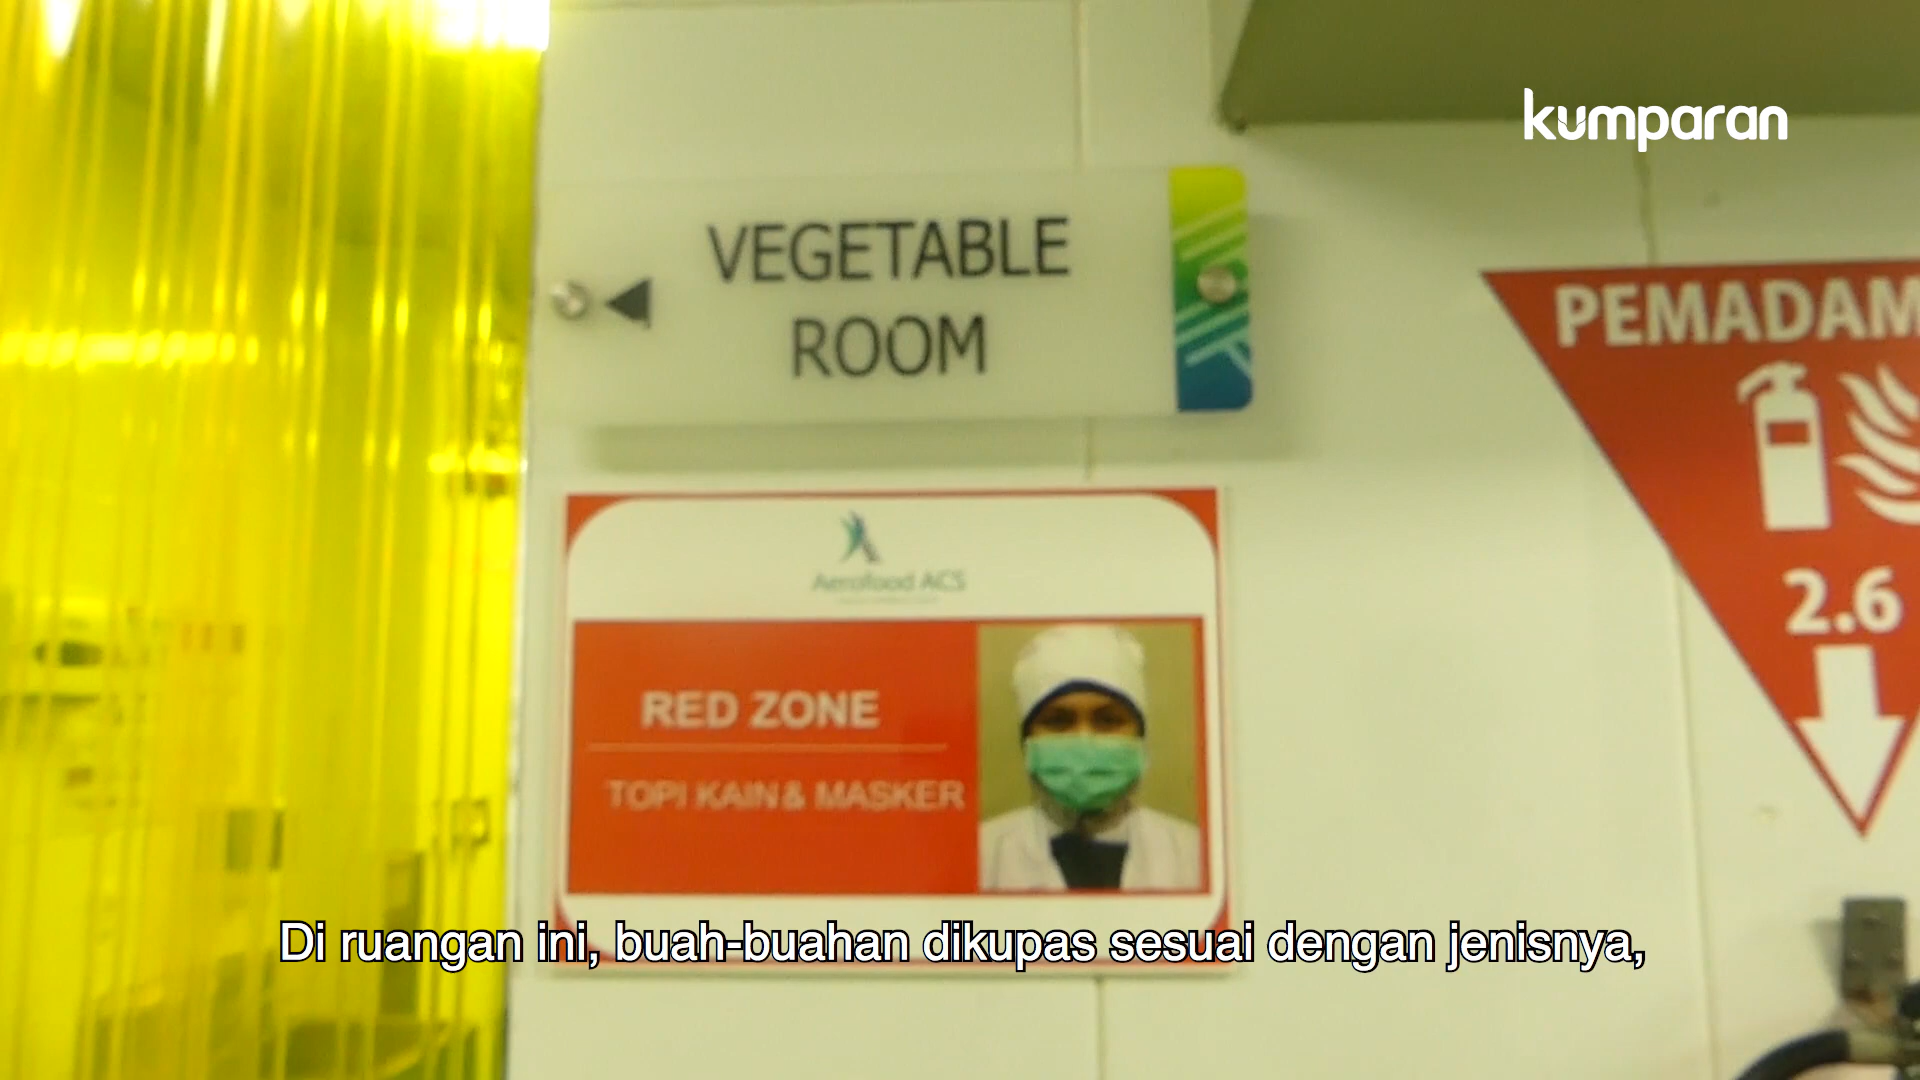 kumparan
VEGETABLE
ROOM
PEMADAM
2.6
Aerofood ACS
RED ZONE
TOPI KAIN & MASKER
Di ruangan ini, buah-buahan dikupas sesuai dengan jenisnya,